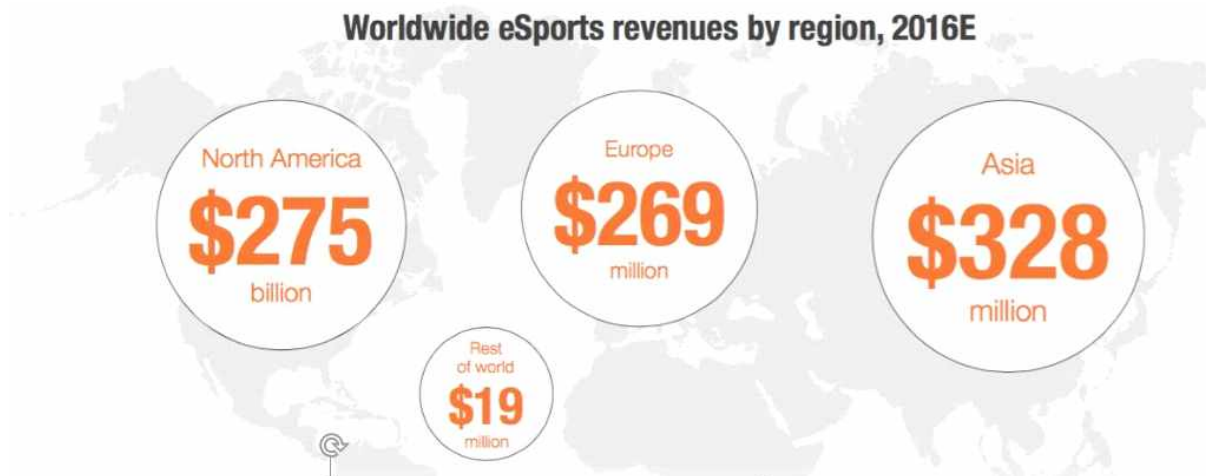 Worldwide eSports revenues by region, 2016E
North America
$275
billion
Europe
$269
million
Asia
$328
million
Rest
of world
$19
million